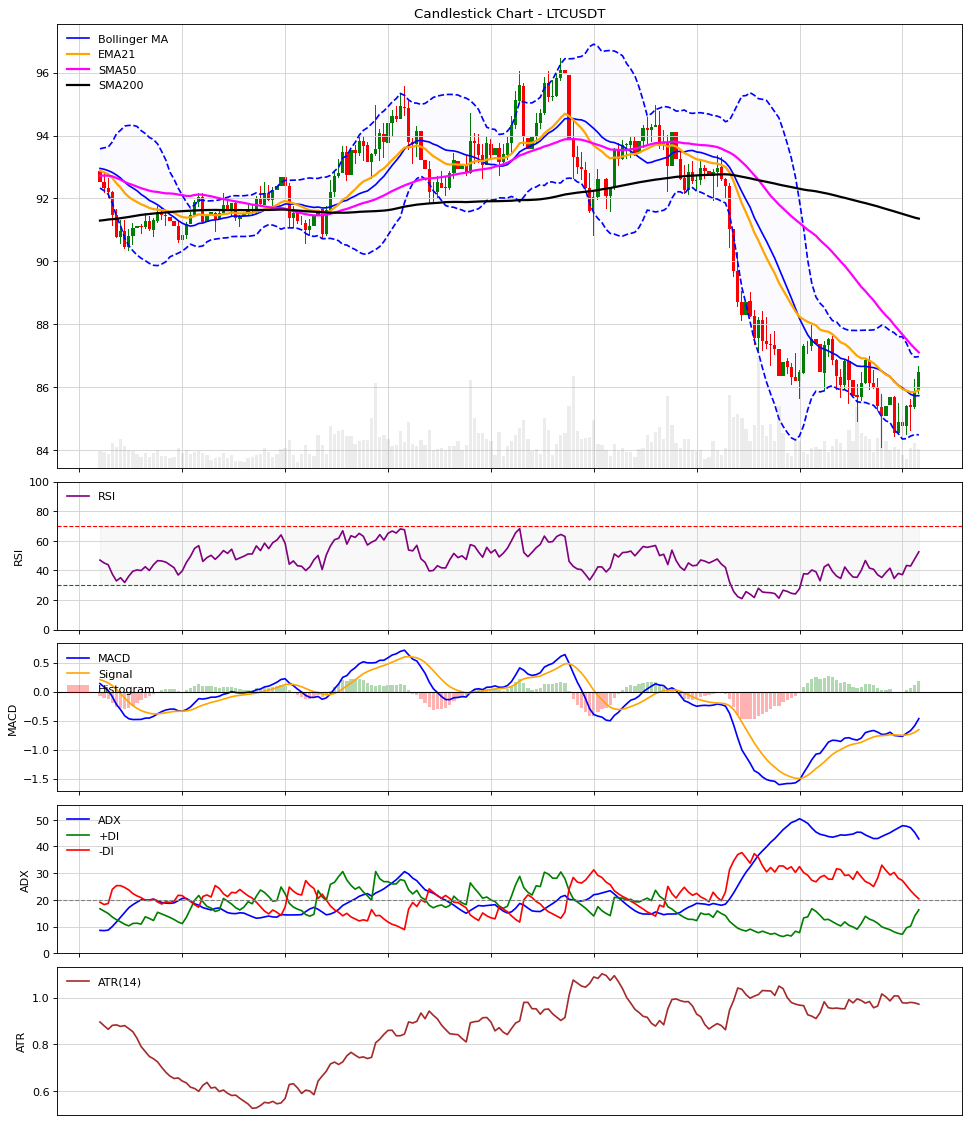 Candlestick Chart - LTCUSDT
Bollinger MA
EMA21
SMA50
SMA200
96
94
92
90
88
86
84
RSI
RSI
100
80
60
40
20
0
MACD
Signal
Histogram
MACD
0.5
0.0
−0.5
−1.0
−1.5
ADX
+DI
-DI
ADX
50
40
30
20
10
0
ATR(14)
ATR
1.0
0.8
0.6